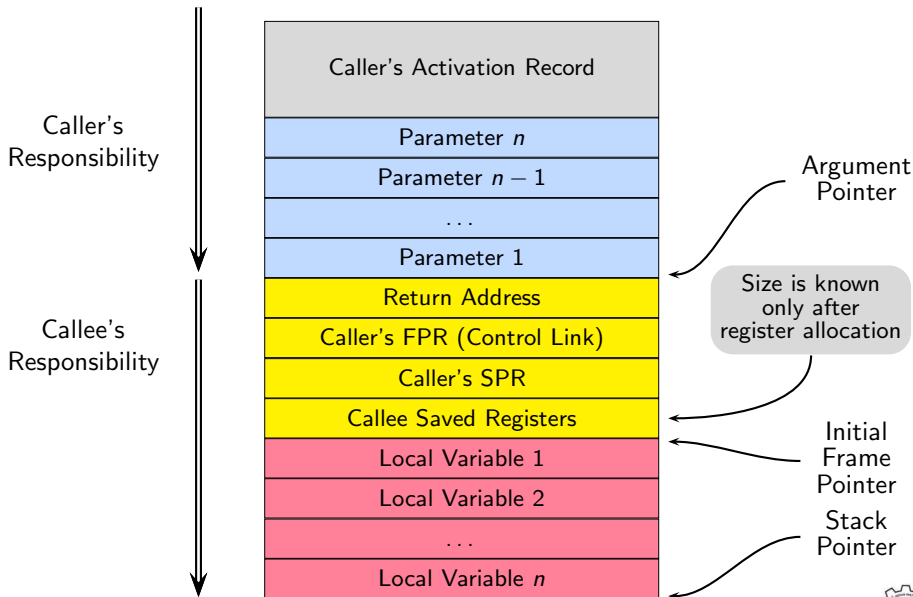 Caller's Activation Record
Caller's
Responsibility
Parameter n
Parameter n − 1
. . .
Parameter 1
Argument
Pointer
Callee's
Responsibility
Return Address
Caller's FPR (Control Link)
Caller's SPR
Callee Saved Registers
Size is known
only after
register allocation
Local Variable 1
Local Variable 2
. . .
Local Variable n
Initial
Frame
Pointer
Stack
Pointer